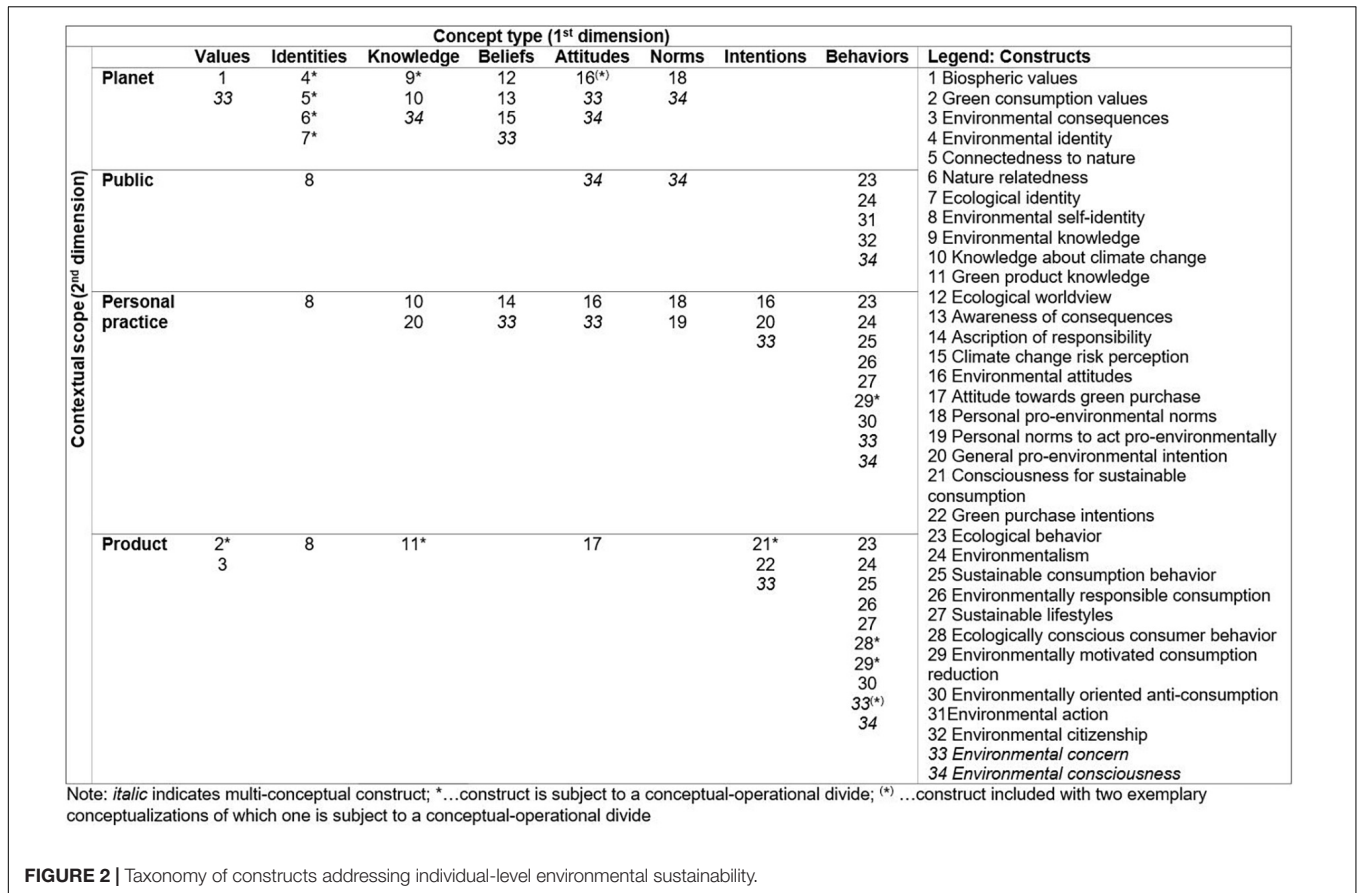 Concept type (1st dimension)
Values Identities Knowledge Beliefs Attitudes Norms Intentions Behaviors Legend: Constructs
Contextual scope (2nd dimension)
Planet 1 4* 9* 12 16(*) 18
33 5* 10 13 33 34
6* 34 15 34
7* 33
Public 8 34 34 23
24
31
32
34
Personal 8 10 14 16 18 16 23
practice 20 33 33 19 20 24
33 25
26
27
29*
30
33
34
Product 2* 8 11* 17 21* 23
3 22 24
33 25
26
27
28*
29*
30
33(*)
34
1 Biospheric values
2 Green consumption values
3 Environmental consequences
4 Environmental identity
5 Connectedness to nature
6 Nature relatedness
7 Ecological identity
8 Environmental self-identity
9 Environmental knowledge
10 Knowledge about climate change
11 Green product knowledge
12 Ecological worldview
13 Awareness of consequences
14 Ascription of responsibility
15 Climate change risk perception
16 Environmental attitudes
17 Attitude towards green purchase
18 Personal pro-environmental norms
19 Personal norms to act pro-environmentally
20 General pro-environmental intention
21 Consciousness for sustainable
consumption
22 Green purchase intentions
23 Ecological behavior
24 Environmentalism
25 Sustainable consumption behavior
26 Environmentally responsible consumption
27 Sustainable lifestyles
28 Ecologically conscious consumer behavior
29 Environmentally motivated consumption
reduction
30 Environmentally oriented anti-consumption
31Environmental action
32 Environmental citizenship
33 Environmental concern
34 Environmental consciousness
Note: italic indicates multi-conceptual construct; *…construct is subject to a conceptual-operational divide; (*) …construct included with two exemplary
conceptualizations of which one is subject to a conceptual-operational divide
FIGURE 2 | Taxonomy of constructs addressing individual-level environmental sustainability.